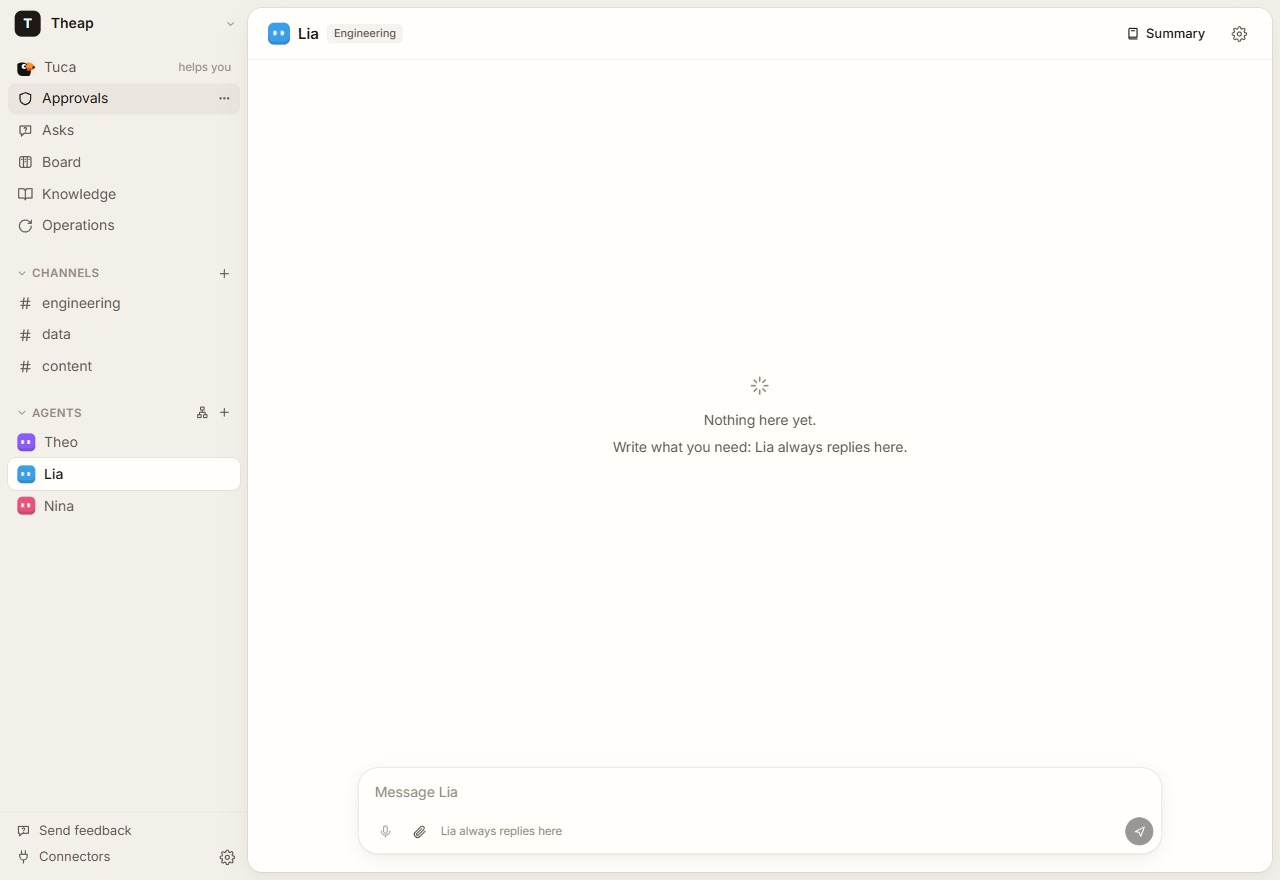 T Theap
Tuca helps you
Approvals
Asks
Board
Knowledge
Operations
CHANNELS
# engineering
# data
# content
AGENTS
Theo
Lia
Nina
Send feedback
Connectors
Lia Engineering
Summary
Nothing here yet.
Write what you need: Lia always replies here.
Message Lia
Lia always replies here